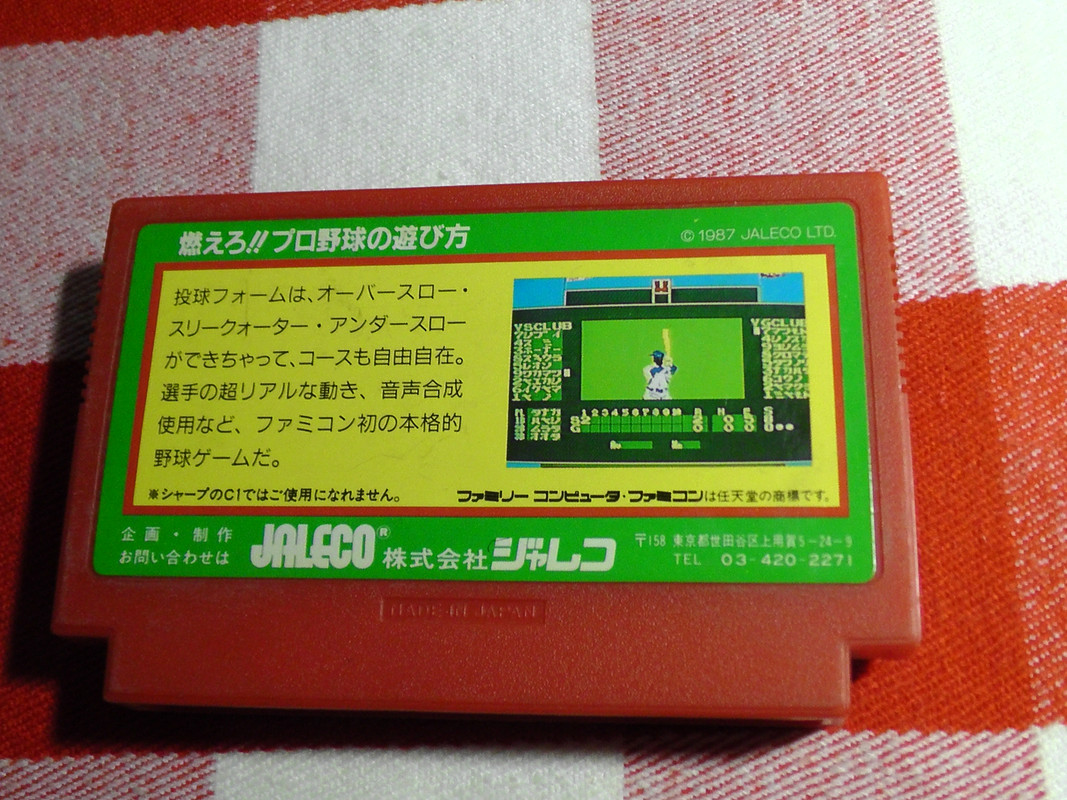 燃えろ!!プロ野球の遊び方
© 1987 JALECO LTD.
投球フォームは、オーバースロー・
スリークォーター・アンダースロー
ができちゃって、コースも自由自在。
選手の超リアルな動き、音声合成
使用など、ファミコン初の本格的
野球ゲームだ。
VSCLUB
VGCLUB
123456789
R H E S
※シャープのC1ではご使用になれません。
ファミリー コンピュータ・ファミコンは任天堂の商標です。
企画・制作
お問い合わせは
JALECO® 株式会社ジャレコ
〒158 東京都世田谷区上用賀5-24-9
TEL 03-420-2271
MADE IN JAPAN